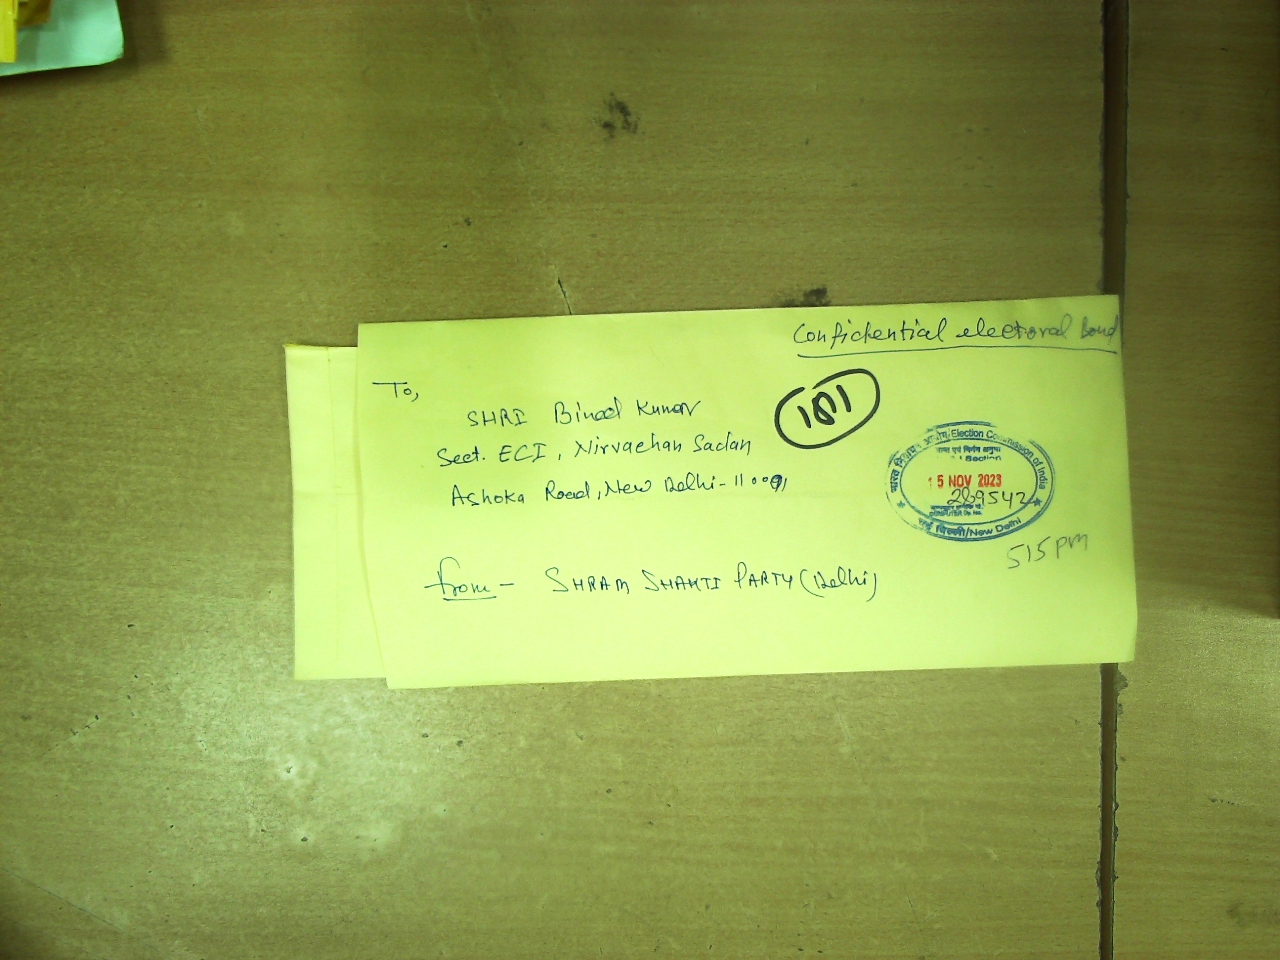 Confidential electoral Bond
To,
SHRI Binod Kumar
Sect. ECI, Nirvachan Sadan
Ashoka Road, New Delhi-110001
181
भारत निर्वाचन आयोग/Election Commission of India
Section
15 NOV 2023
289542
नई दिल्ली/New Delhi
515 pm
from - SHRAM SHAKTI PARTY (Delhi)